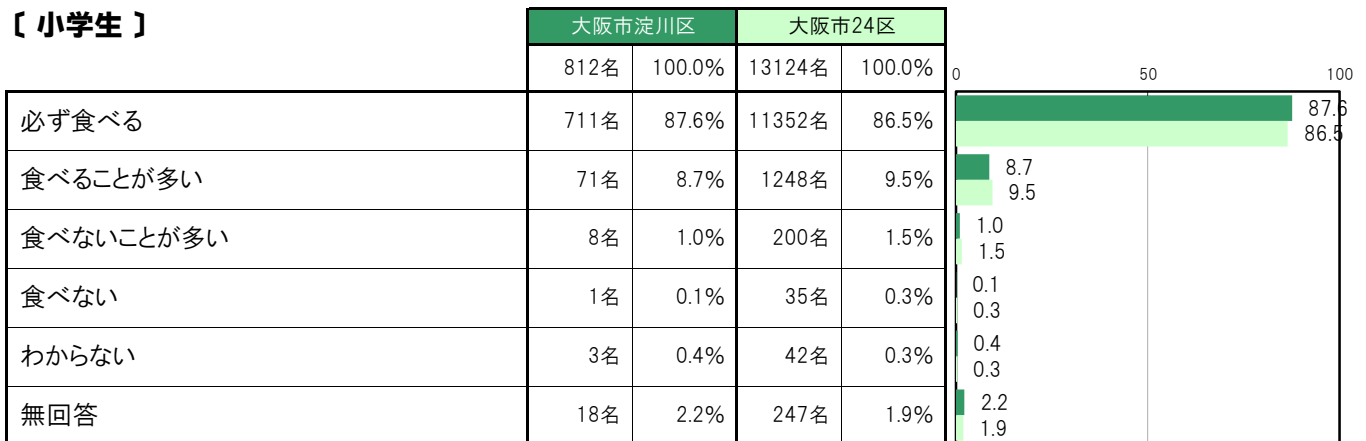 〔 小学生 〕
大阪市淀川区 大阪市24区
812名 100.0% 13124名 100.0% 0 50 100
必ず食べる 711名 87.6% 11352名 86.5% 87.6
86.5
食べることが多い 71名 8.7% 1248名 9.5% 8.7
9.5
食べないことが多い 8名 1.0% 200名 1.5% 1.0
1.5
食べない 1名 0.1% 35名 0.3% 0.1
0.3
わからない 3名 0.4% 42名 0.3% 0.4
0.3
無回答 18名 2.2% 247名 1.9% 2.2
1.9